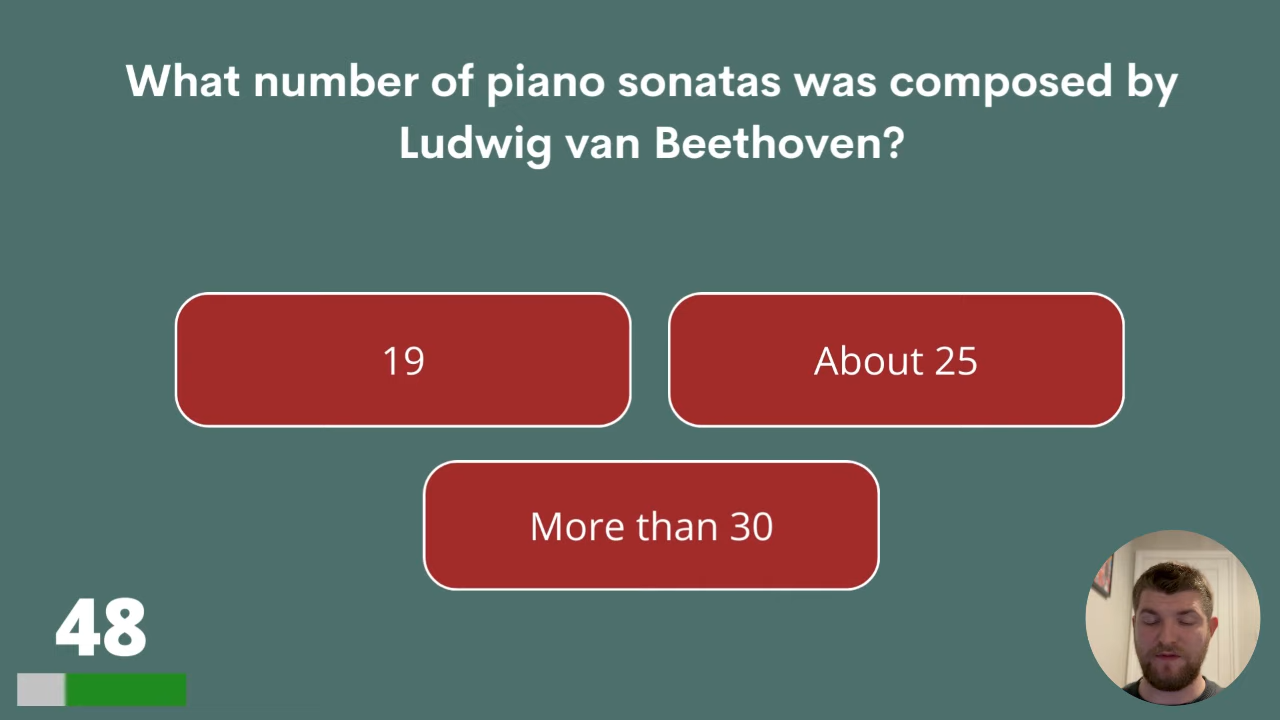 What number of piano sonatas was composed by
Ludwig van Beethoven?
19
About 25
More than 30
48